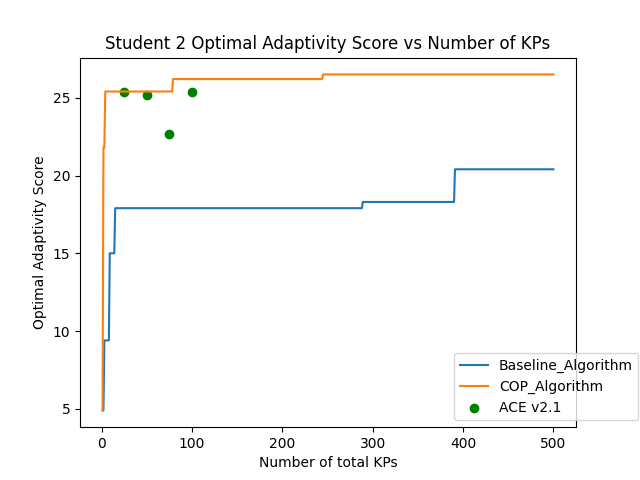 Student 2 Optimal Adaptivity Score vs Number of KPs
Optimal Adaptivity Score
25
20
15
10
5
0
100
200
300
400
500
Number of total KPs
Baseline_Algorithm
COP_Algorithm
ACE v2.1